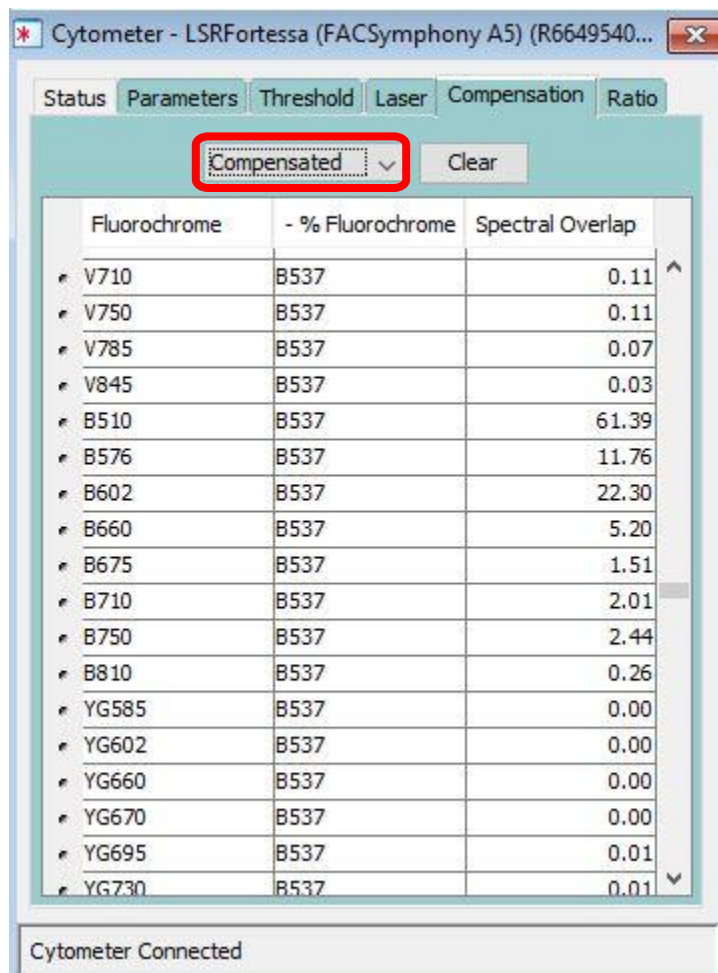 Cytometer - LSRFortessa (FACSymphony A5) (R6649540...
Status Parameters Threshold Laser Compensation Ratio
Compensated Clear
Fluorochrome - % Fluorochrome Spectral Overlap
V710 B537 0.11
V750 B537 0.11
V785 B537 0.07
V845 B537 0.03
B510 B537 61.39
B576 B537 11.76
B602 B537 22.30
B660 B537 5.20
B675 B537 1.51
B710 B537 2.01
B750 B537 2.44
B810 B537 0.26
YG585 B537 0.00
YG602 B537 0.00
YG660 B537 0.00
YG670 B537 0.00
YG695 B537 0.01
YG730 B537 0.01
Cytometer Connected